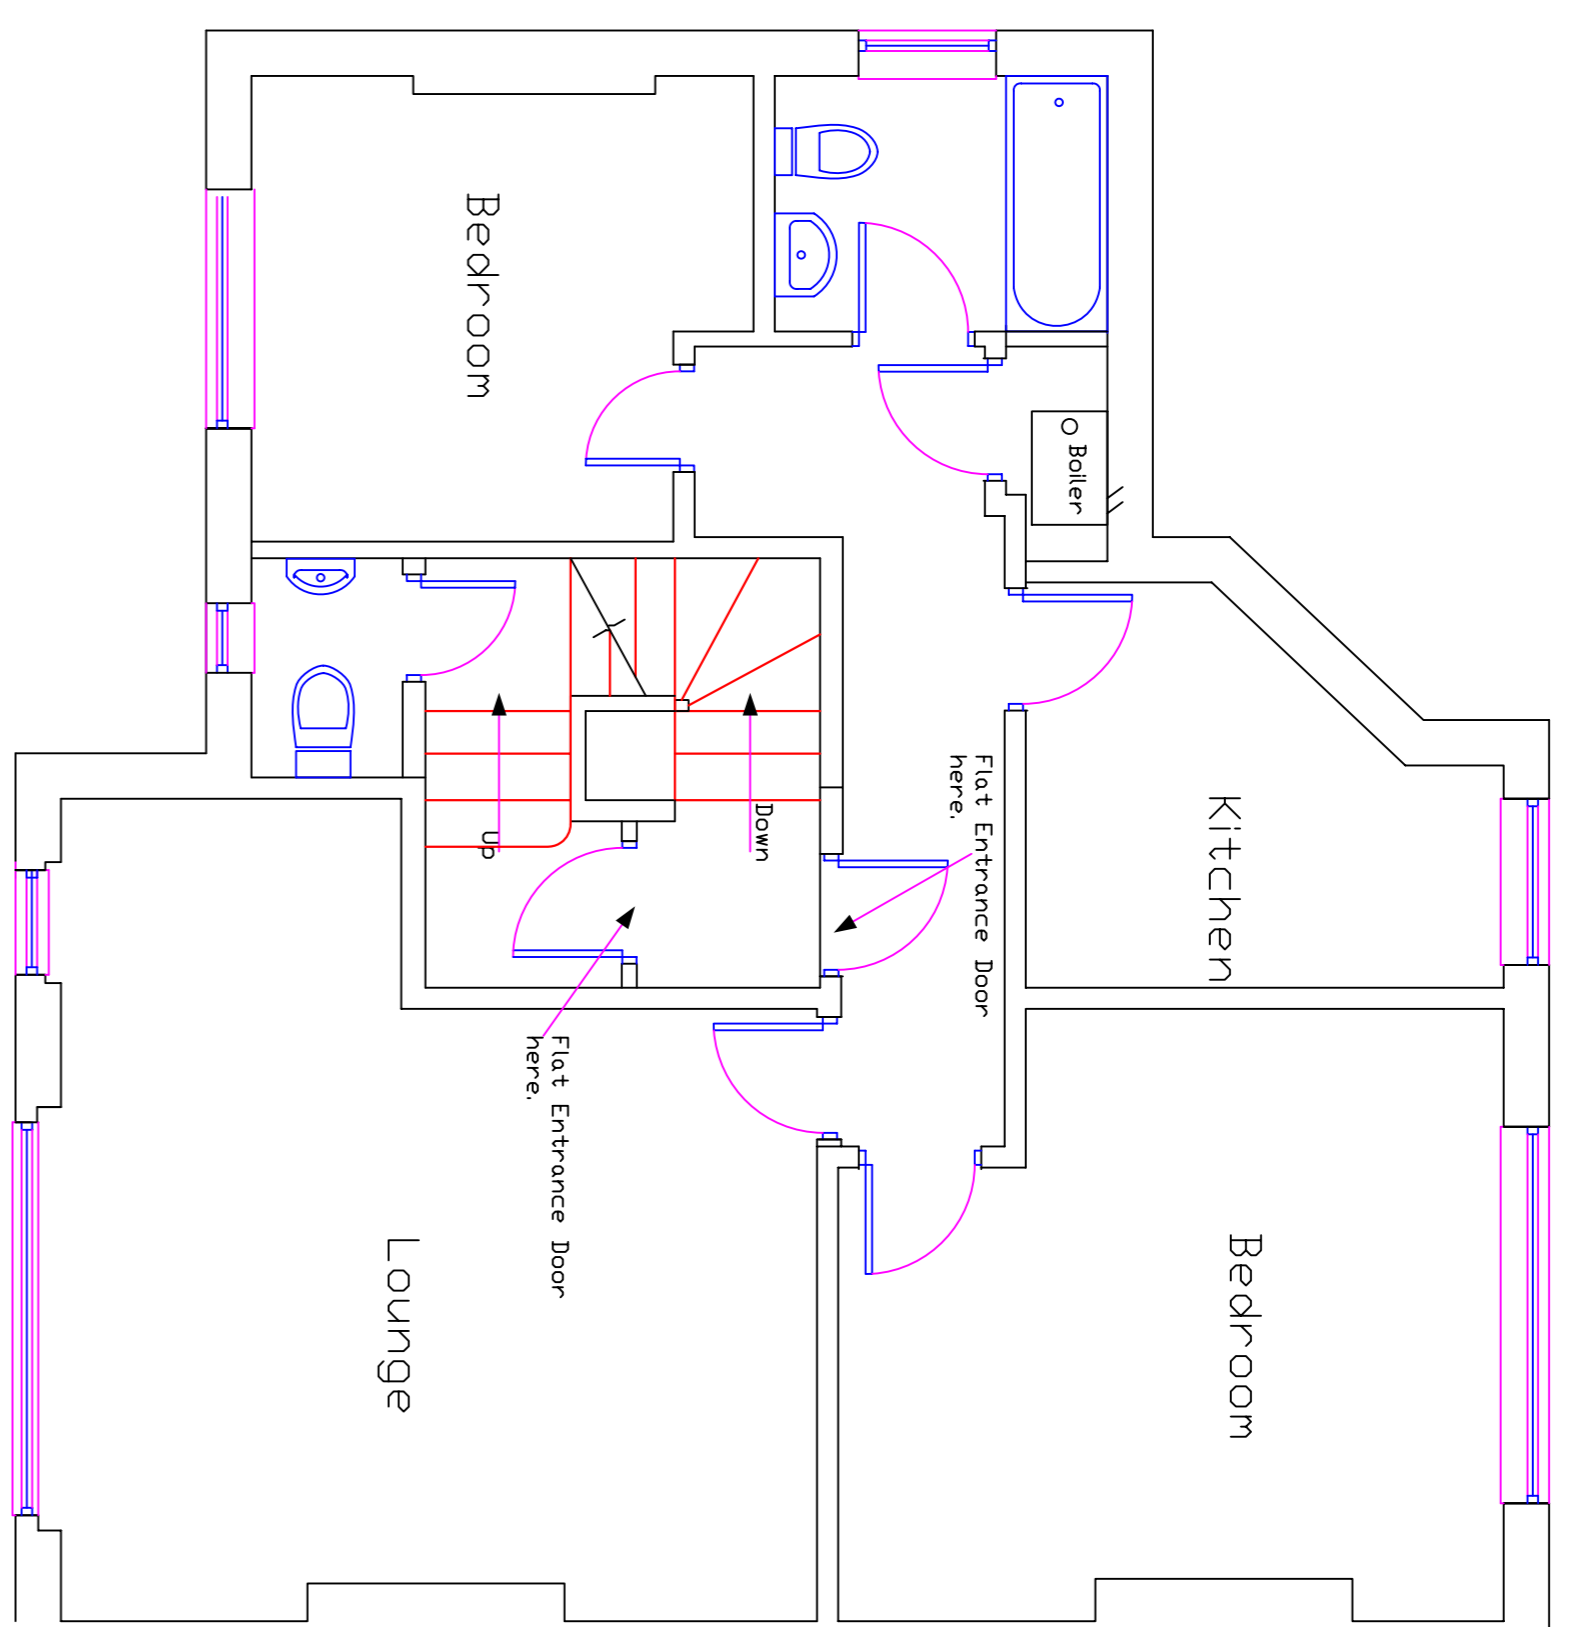 Bedroom
Boiler
Kitchen
Flat Entrance Door
here.
Down
Up
Flat Entrance Door
here.
Bedroom
Lounge